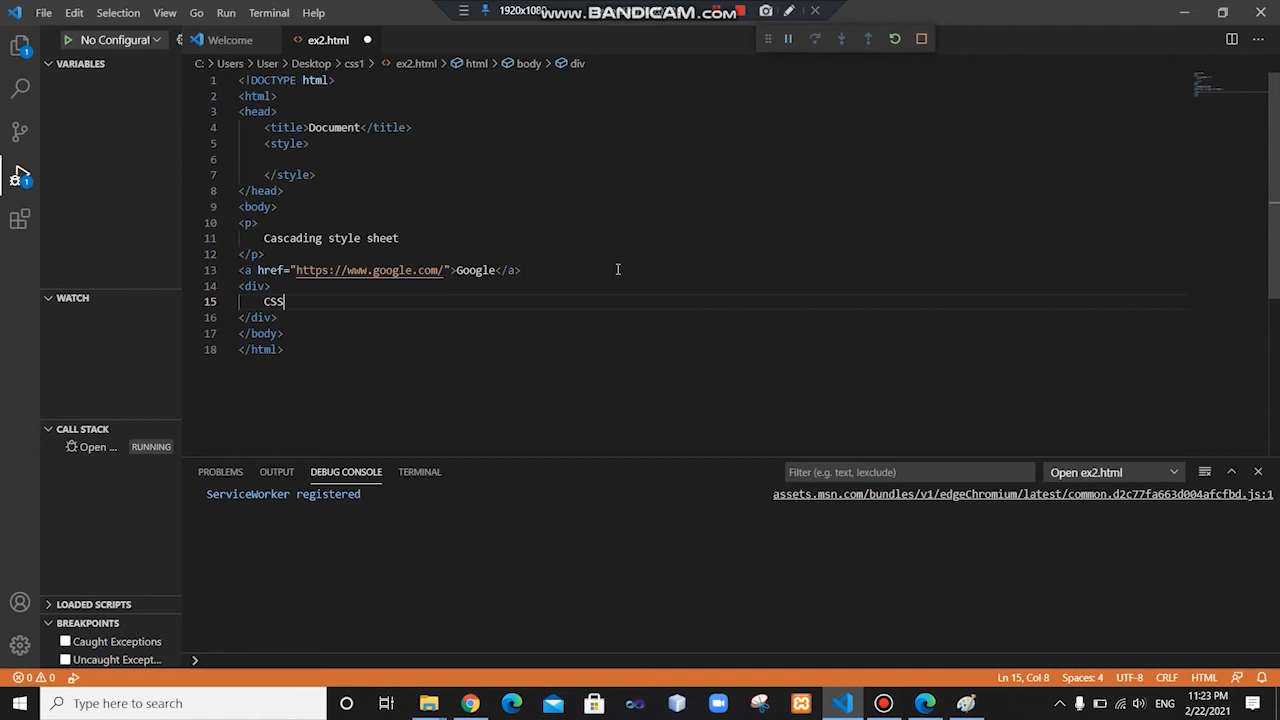 File Edit Selection View Go Run Terminal Help
1920x1080
www.BANDICAM.com
No Configurat
Welcome
ex2.html
VARIABLES
C: > Users > User > Desktop > css1 > ex2.html > html > body > div
1 <!DOCTYPE html>
2 <html>
3 <head>
4 <title>Document</title>
5 <style>
6
7 </style>
8 </head>
9 <body>
10 <p>
11 Cascading style sheet
12 </p>
13 <a href="https://www.google.com/">Google</a>
14 <div>
15 CSS
16 </div>
17 </body>
18 </html>
WATCH
CALL STACK
Open ... RUNNING
LOADED SCRIPTS
BREAKPOINTS
Caught Exceptions
Uncaught Except...
1
1
PROBLEMS OUTPUT DEBUG CONSOLE TERMINAL
Filter (e.g. text, !exclude)
Open ex2.html
ServiceWorker registered
assets.msn.com/bundles/v1/edgeChromium/latest/common.d2c77fa663d004afcfbd.js:1
0 0
Ln 15, Col 8 Spaces: 4 UTF-8 CRLF HTML
Type here to search
ENG
11:23 PM
2/22/2021